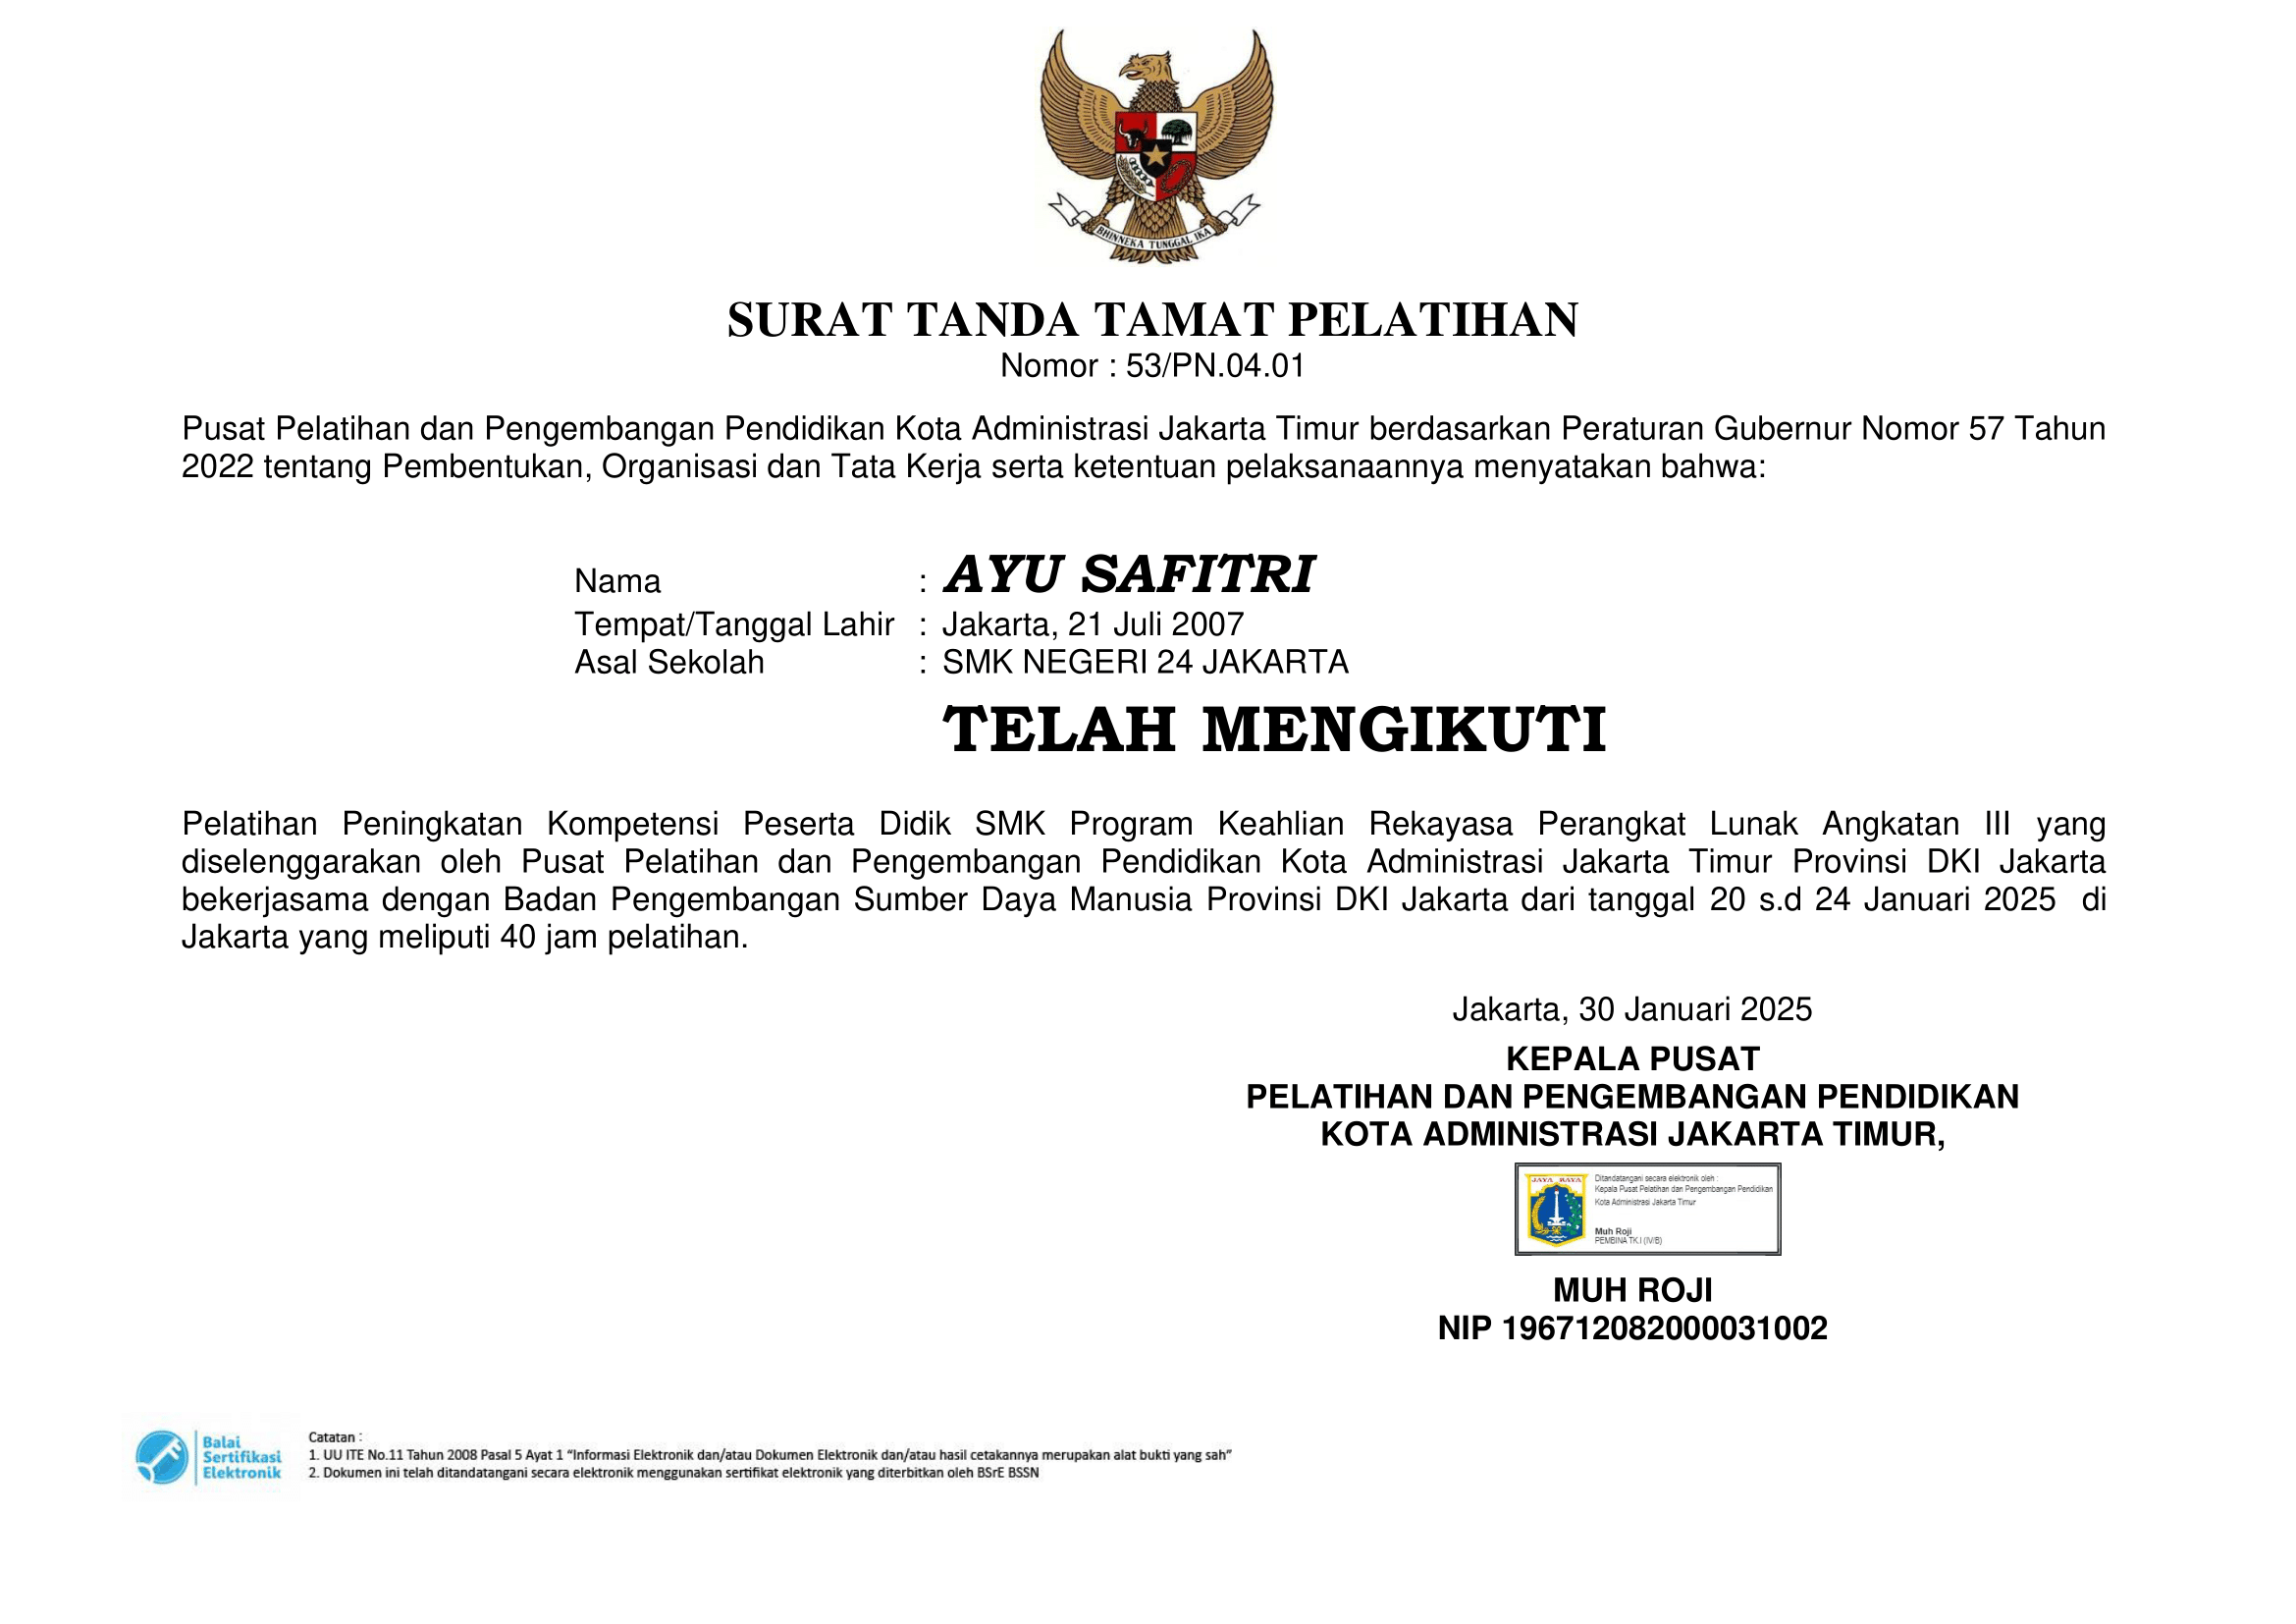 BHINNEKA TUNGGAL IKA
SURAT TANDA TAMAT PELATIHAN
Nomor : 53/PN.04.01
Pusat Pelatihan dan Pengembangan Pendidikan Kota Administrasi Jakarta Timur berdasarkan Peraturan Gubernur Nomor 57 Tahun
2022 tentang Pembentukan, Organisasi dan Tata Kerja serta ketentuan pelaksanaannya menyatakan bahwa:
Nama : AYU SAFITRI
Tempat/Tanggal Lahir : Jakarta, 21 Juli 2007
Asal Sekolah : SMK NEGERI 24 JAKARTA
TELAH MENGIKUTI
Pelatihan Peningkatan Kompetensi Peserta Didik SMK Program Keahlian Rekayasa Perangkat Lunak Angkatan III yang
diselenggarakan oleh Pusat Pelatihan dan Pengembangan Pendidikan Kota Administrasi Jakarta Timur Provinsi DKI Jakarta
bekerjasama dengan Badan Pengembangan Sumber Daya Manusia Provinsi DKI Jakarta dari tanggal 20 s.d 24 Januari 2025 di
Jakarta yang meliputi 40 jam pelatihan.
Jakarta, 30 Januari 2025
KEPALA PUSAT
PELATIHAN DAN PENGEMBANGAN PENDIDIKAN
KOTA ADMINISTRASI JAKARTA TIMUR,
JAYA RAYA
Ditandatangani secara elektronik oleh :
Kepala Pusat Pelatihan dan Pengembangan Pendidikan
Kota Administrasi Jakarta Timur
Muh Roji
PEMBINA TK.I (IV/B)
MUH ROJI
NIP 196712082000031002
Balai
Sertifikasi
Elektronik
Catatan :
1. UU ITE No.11 Tahun 2008 Pasal 5 Ayat 1 “Informasi Elektronik dan/atau Dokumen Elektronik dan/atau hasil cetakannya merupakan alat bukti yang sah”
2. Dokumen ini telah ditandatangani secara elektronik menggunakan sertifikat elektronik yang diterbitkan oleh BSrE BSSN